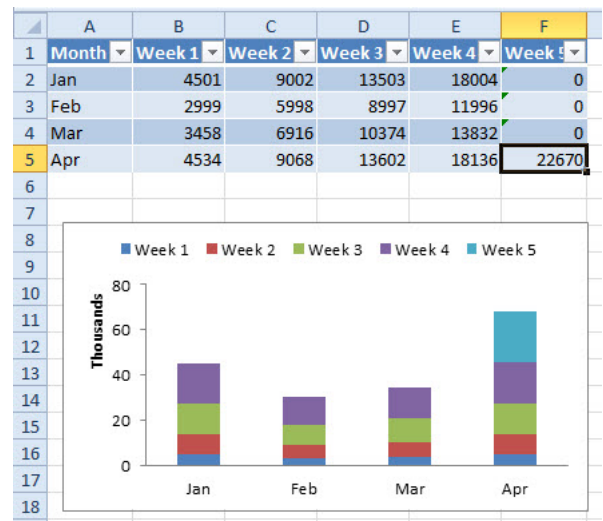 A B C D E F
1 Month Week 1 Week 2 Week 3 Week 4 Week 5
2 Jan 4501 9002 13503 18004 0
3 Feb 2999 5998 8997 11996 0
4 Mar 3458 6916 10374 13832 0
5 Apr 4534 9068 13602 18136 22670
6
7
8
Week 1 Week 2 Week 3 Week 4 Week 5
9
10
80
11
Thousands
60
12
13
40
14
15
20
16
0
17
Jan Feb Mar Apr
18